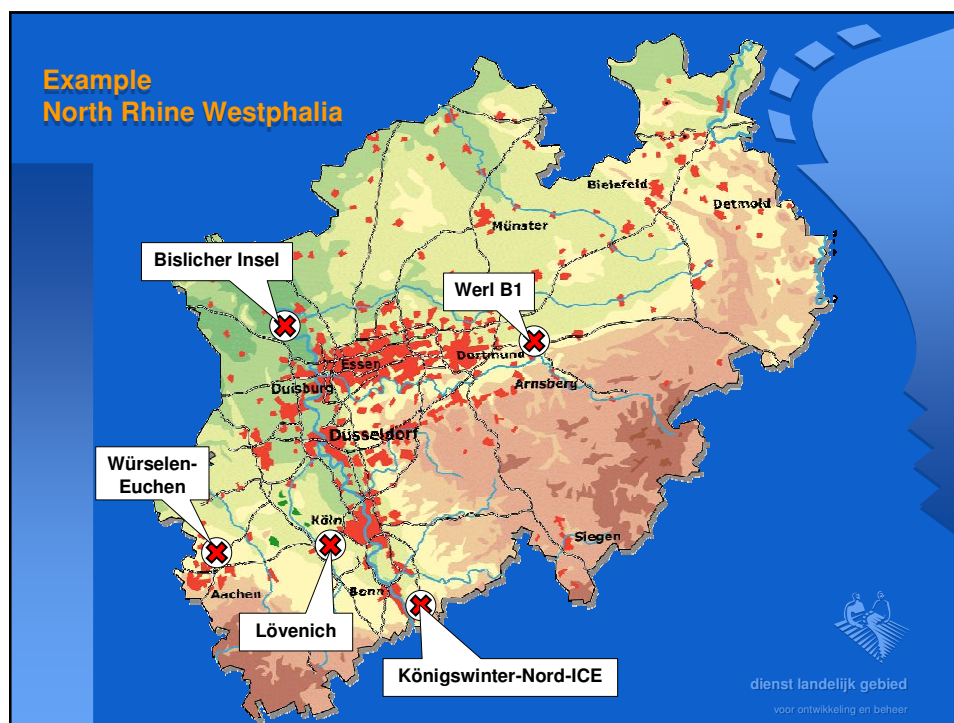 Example
North Rhine Westphalia
Bielefeld
Detmold
Münster
Bislicher Insel
Werl B1
Dortmund
Essen
Arnsberg
Duisburg
Düsseldorf
Würselen-
Euchen
Köln
Siegen
Aachen
Bonn
Lövenich
Königswinter-Nord-ICE
dienst landelijk gebied
voor ontwikkeling en beheer